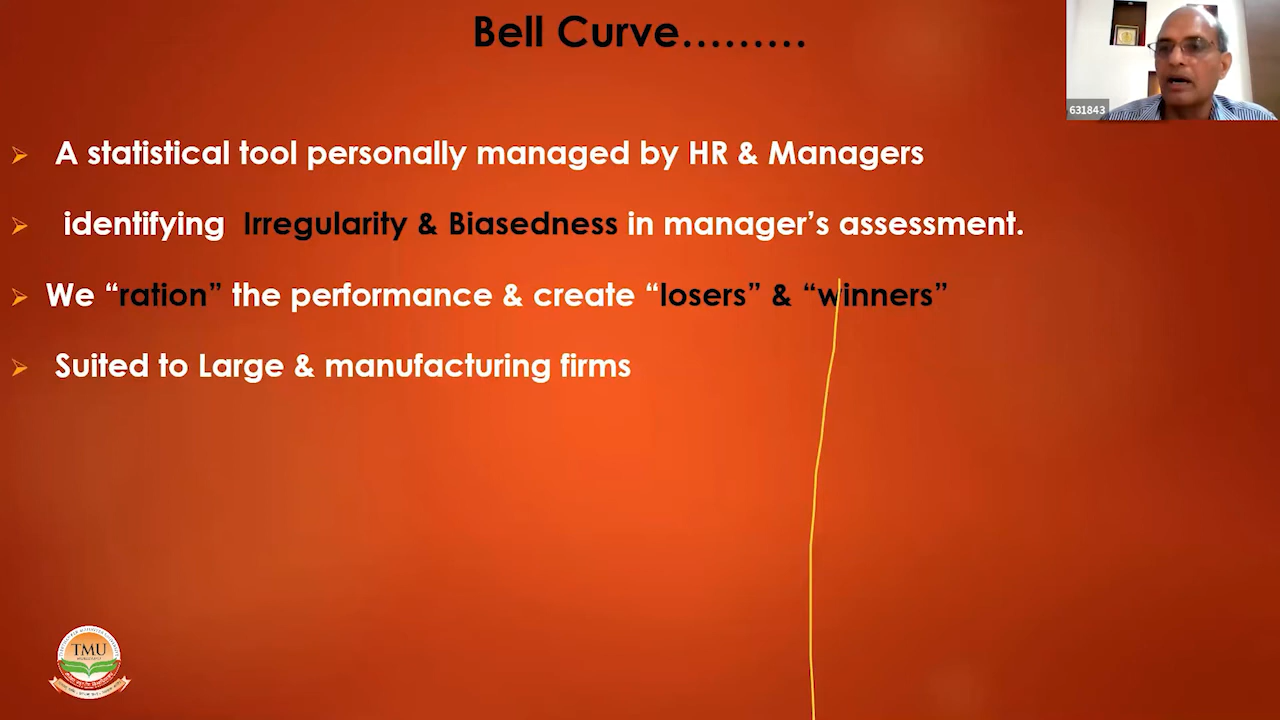 Bell Curve.........
631843
A statistical tool personally managed by HR & Managers
identifying Irregularity & Biasedness in manager’s assessment.
We “ration” the performance & create “losers” & “winners”
Suited to Large & manufacturing firms
TMU